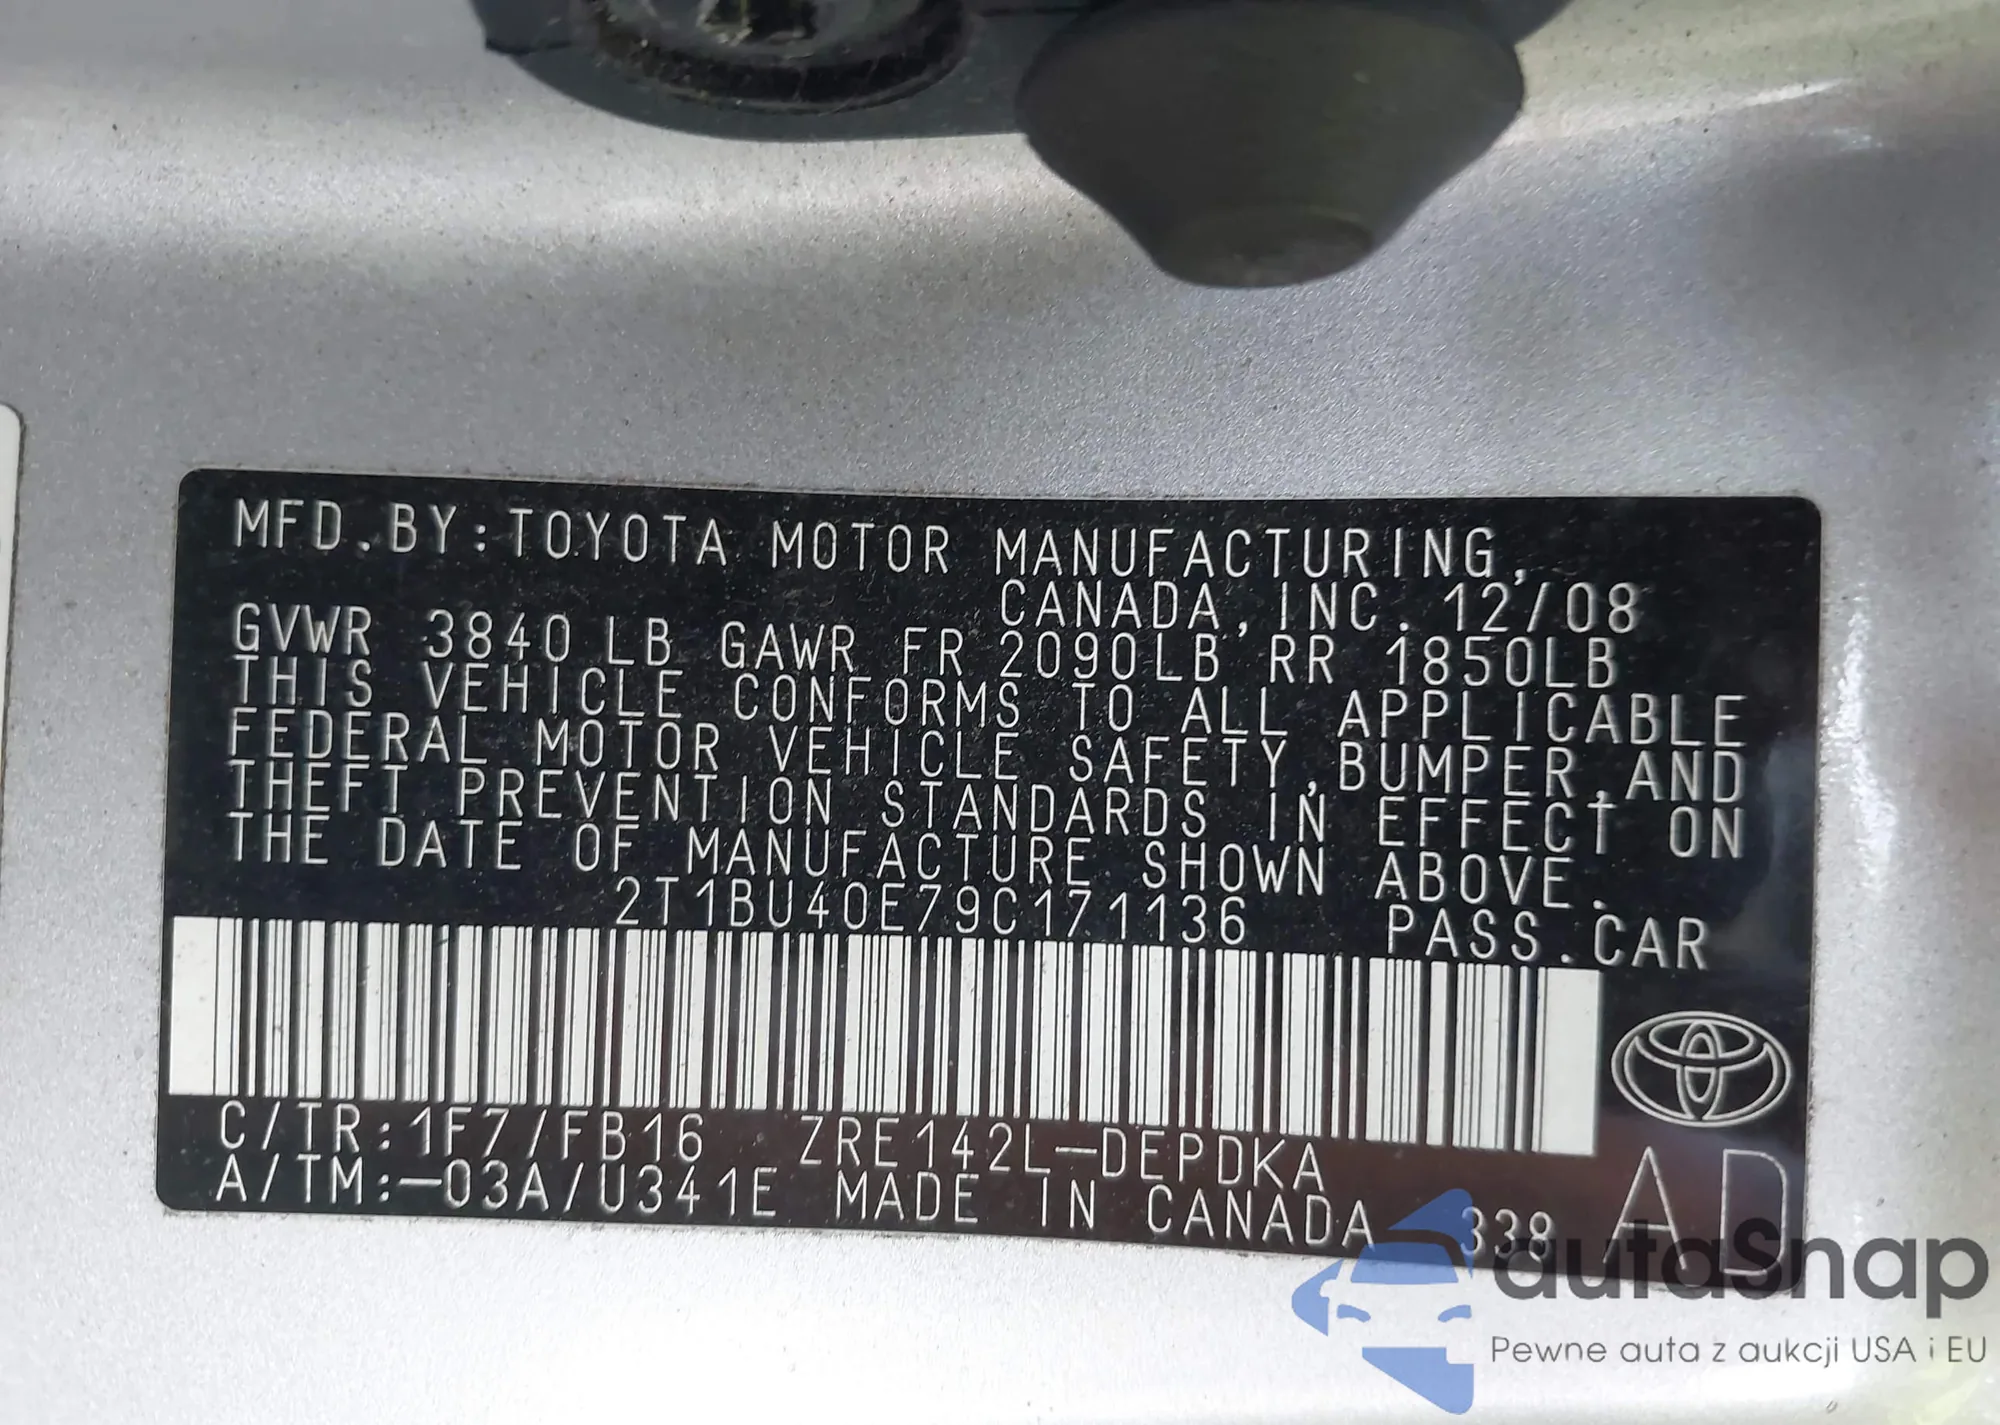 MFD.BY:TOYOTA MOTOR MANUFACTURING,
CANADA,INC. 12/08
GVWR 3840 LB GAWR FR 2090LB RR 1850LB
THIS VEHICLE CONFORMS TO ALL APPLICABLE
FEDERAL MOTOR VEHICLE SAFETY,BUMPER,AND
THEFT PREVENTION STANDARDS IN EFFECT ON
THE DATE OF MANUFACTURE SHOWN ABOVE.
2T1BU40E79C171136 PASS.CAR
C/TR:1F7/FB16 ZRE142L-DEPDKA
A/TM:-03A/U341E MADE IN CANADA 338 AD
autaSnap
Pewne auta z aukcji USA i EU